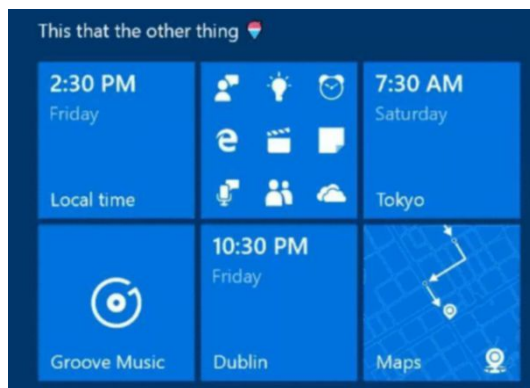 This that the other thing
2:30 PM
Friday
Local time
7:30 AM
Saturday
Tokyo
Groove Music
10:30 PM
Friday
Dublin
Maps